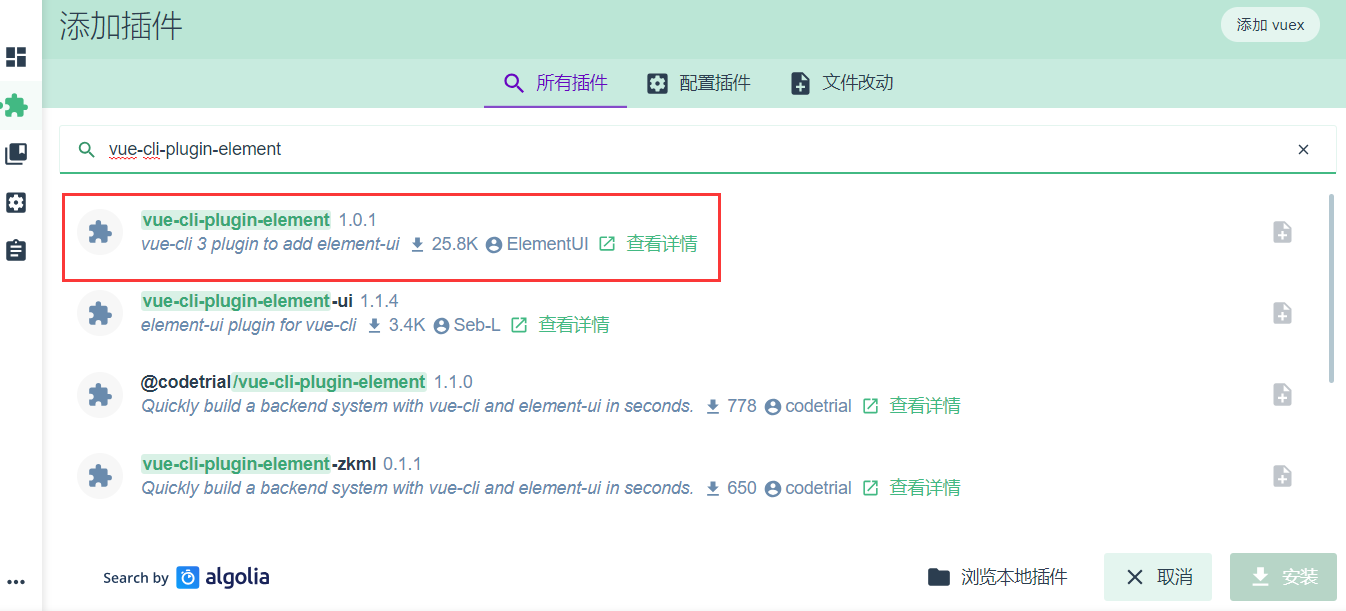 添加插件
添加 vuex
所有插件 配置插件 文件改动
vue-cli-plugin-element
vue-cli-plugin-element 1.0.1
vue-cli 3 plugin to add element-ui 25.8K ElementUI 查看详情
vue-cli-plugin-element-ui 1.1.4
element-ui plugin for vue-cli 3.4K Seb-L 查看详情
@codetrial/vue-cli-plugin-element 1.1.0
Quickly build a backend system with vue-cli and element-ui in seconds. 778 codetrial 查看详情
vue-cli-plugin-element-zkml 0.1.1
Quickly build a backend system with vue-cli and element-ui in seconds. 650 codetrial 查看详情
Search by algolia 浏览本地插件 取消 安装